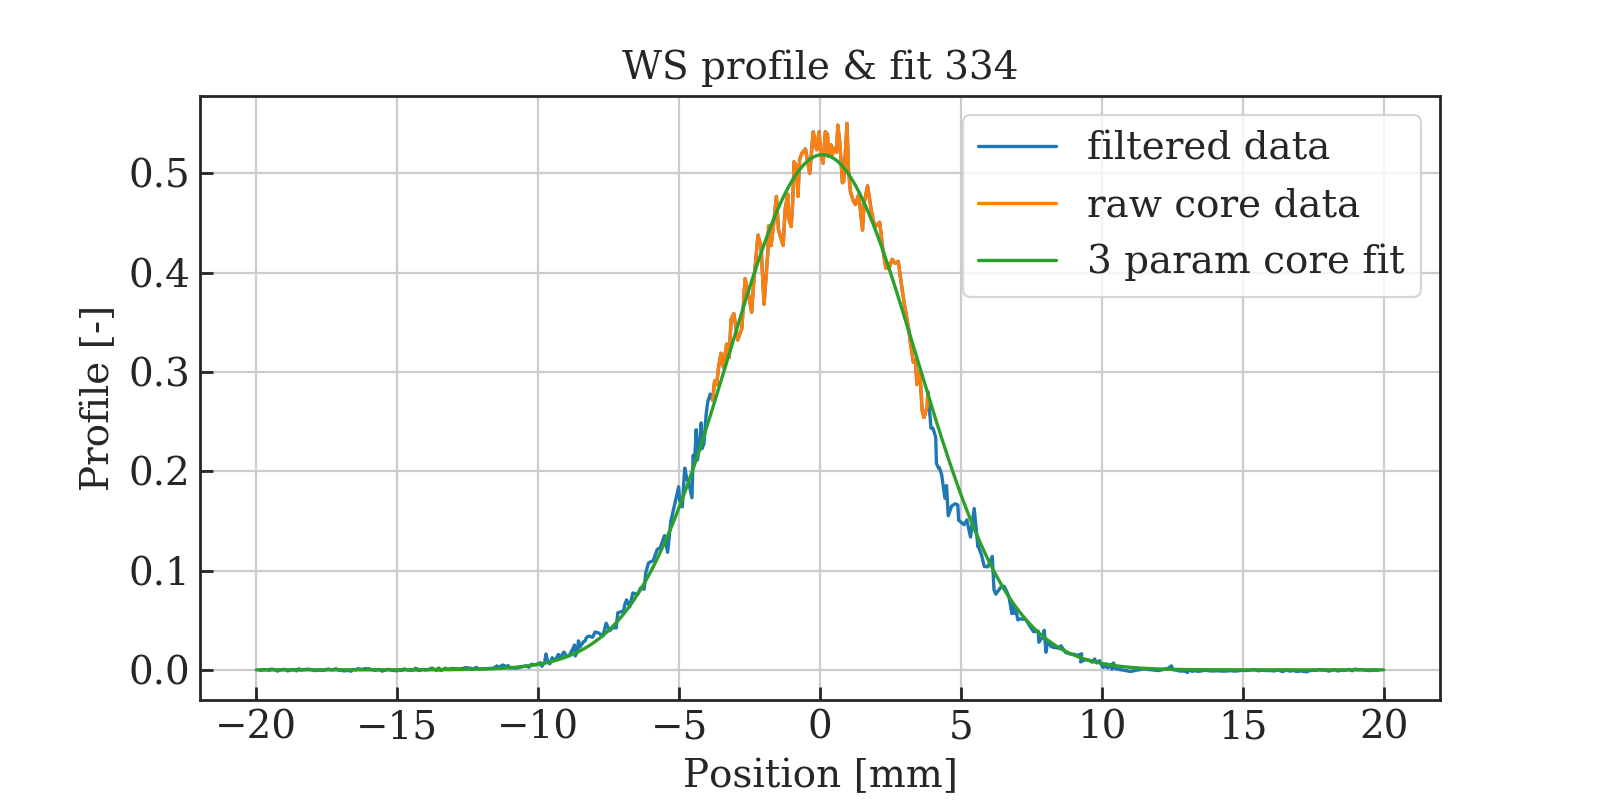 WS profile & fit 334
filtered data
raw core data
3 param core fit
Profile [-]
0.5
0.4
0.3
0.2
0.1
0.0
−20 −15 −10 −5 0 5 10 15 20
Position [mm]